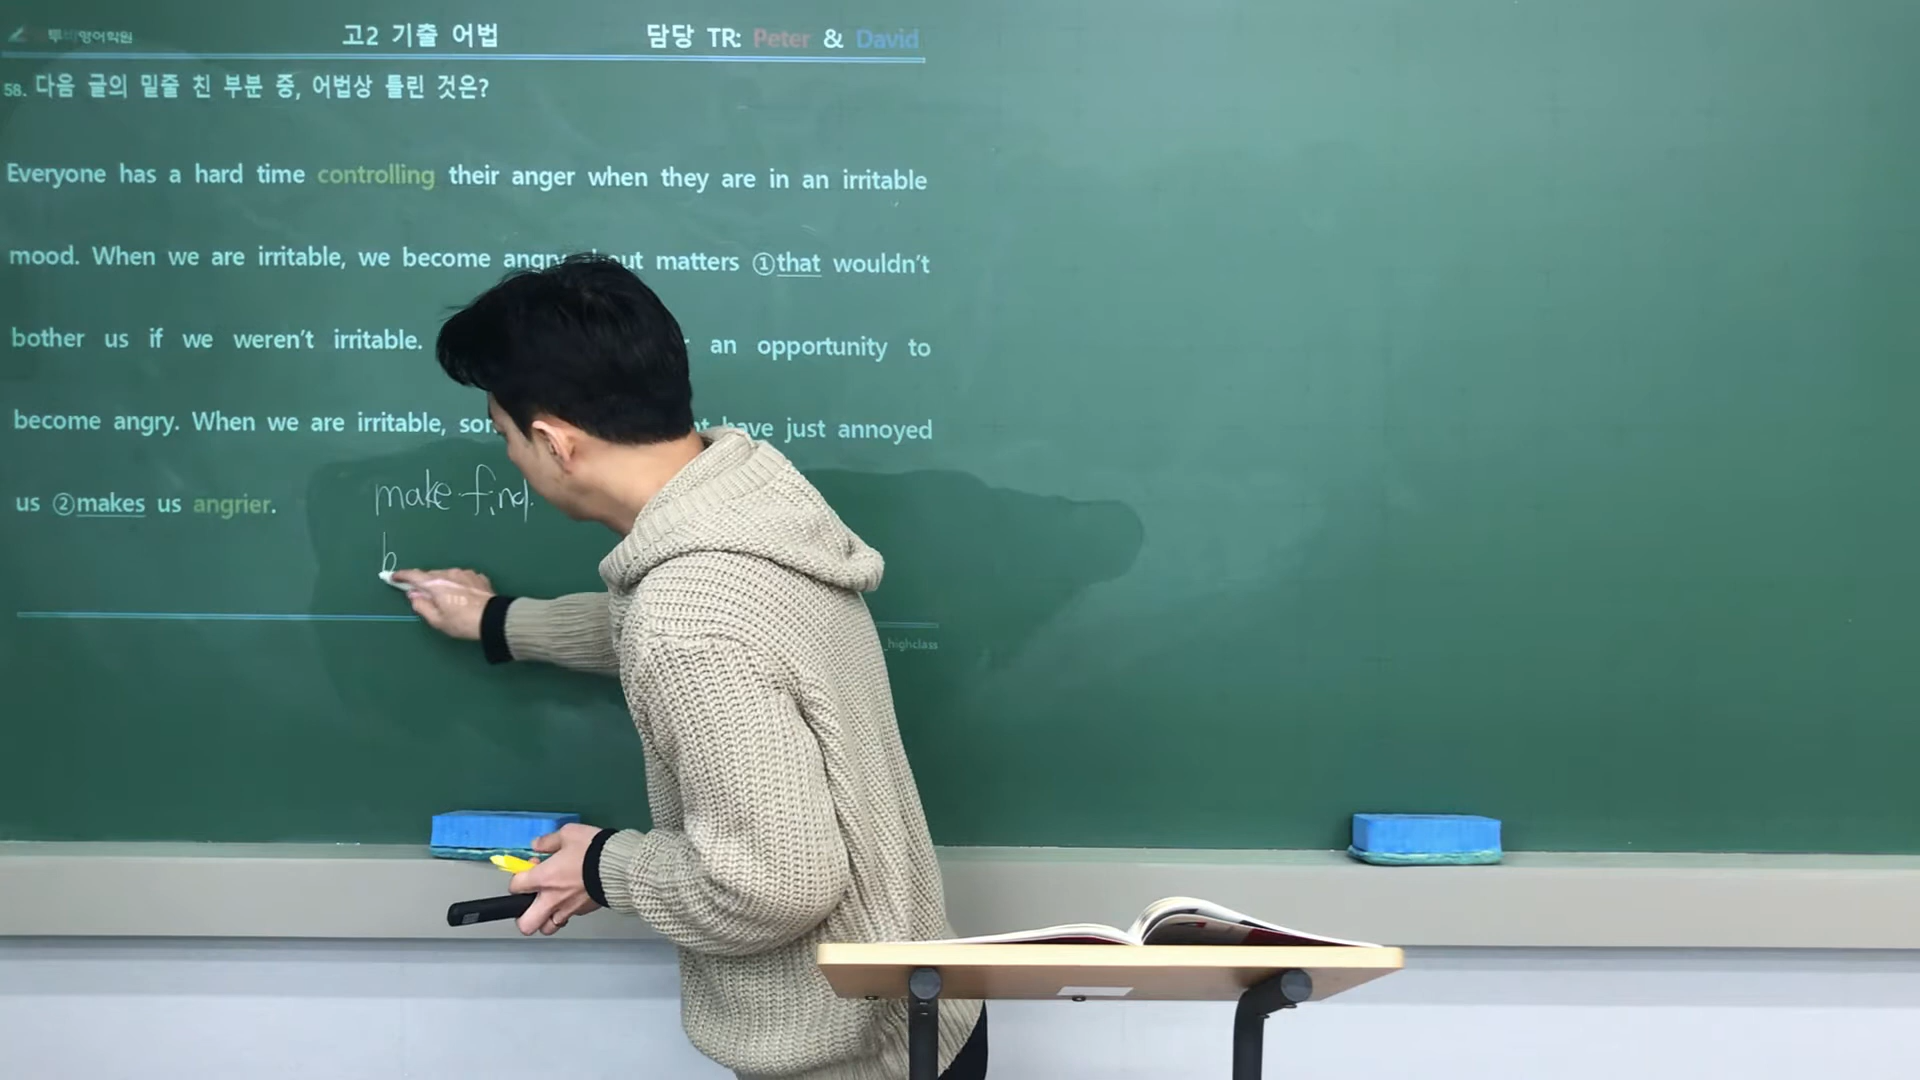 투비영어학원 고2 기출 어법 담당 TR: Peter & David
58. 다음 글의 밑줄 친 부분 중, 어법상 틀린 것은?
Everyone has a hard time controlling their anger when they are in an irritable
mood. When we are irritable, we become angry about matters ①that wouldn't
bother us if we weren't irritable. an opportunity to
become angry. When we are irritable, have just annoyed
us ②makes us angrier.
make find
b
_highclass